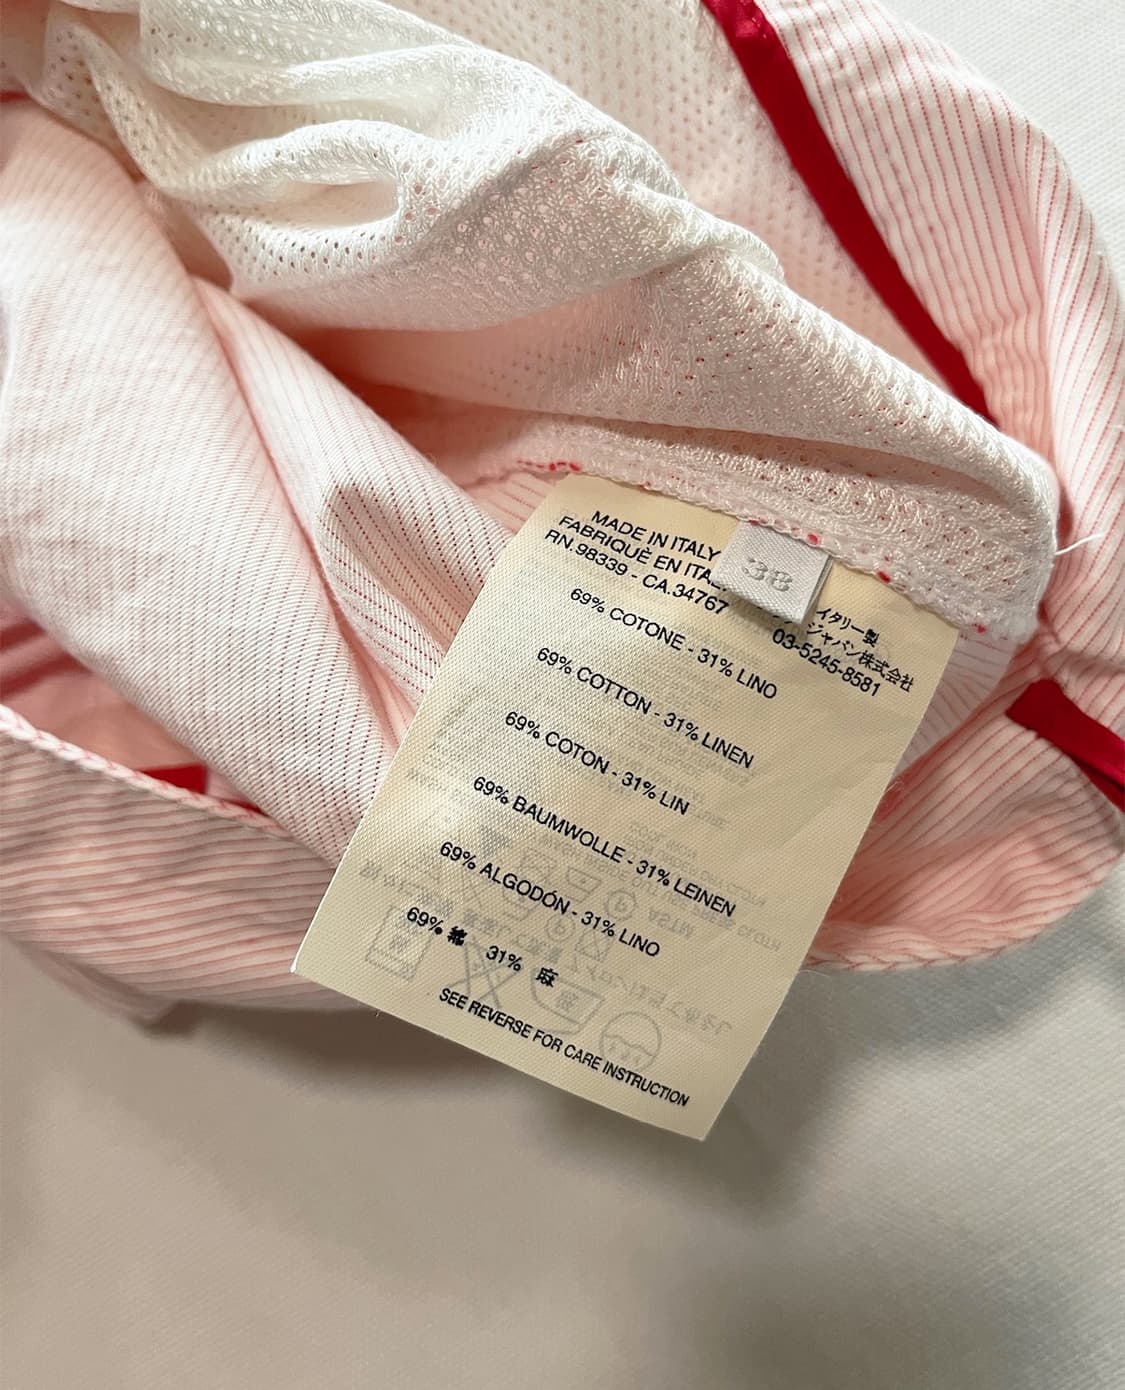 MADE IN ITALY
FABRIQUÈ EN ITA
RN.98339 - CA.34767
38
イタリー製
ジャパン株式会社
03-5245-8581
69% COTONE - 31% LINO
69% COTTON - 31% LINEN
69% COTON - 31% LIN
69% BAUMWOLLE - 31% LEINEN
69% ALGODÓN - 31% LINO
69% 綿 31% 麻
SEE REVERSE FOR CARE INSTRUCTION